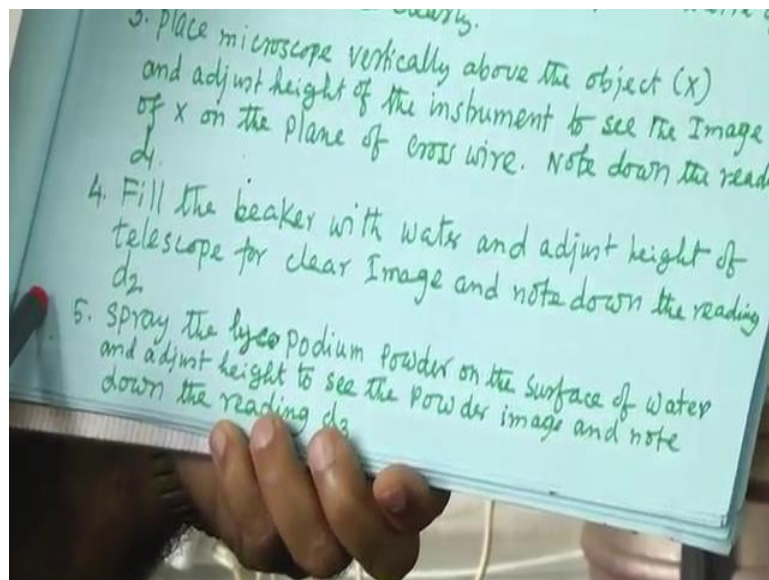 clearly.
3. Place microscope vertically above the object (x)
and adjust height of the instrument to see the Image
of x on the plane of cross wire. Note down the read
d1.
4. Fill the beaker with water and adjust height of
telescope for clear Image and note down the reading
d2
5. Spray the lycopodium Powder on the surface of water
and adjust height to see the Powder image and note
down the reading d3